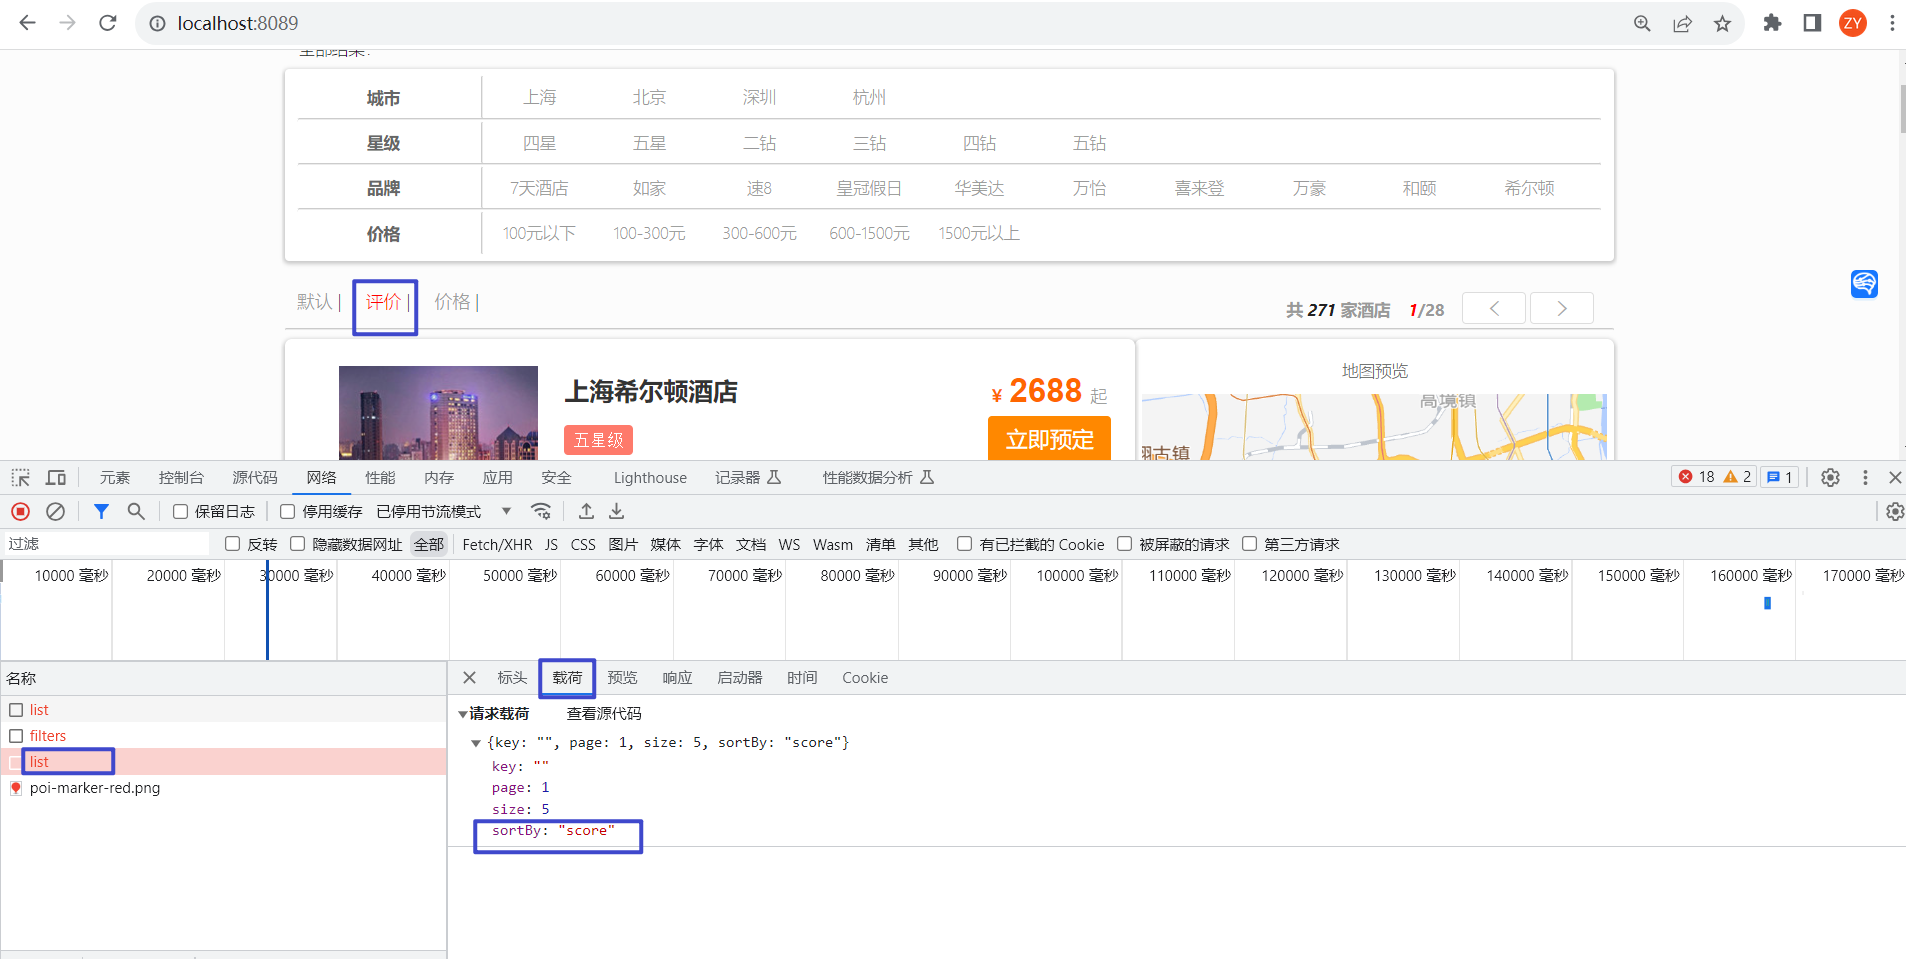 localhost:8089
ZY
全部结果:
城市 上海 北京 深圳 杭州
星级 四星 五星 二钻 三钻 四钻 五钻
品牌 7天酒店 如家 速8 皇冠假日 华美达 万怡 喜来登 万豪 和颐 希尔顿
价格 100元以下 100-300元 300-600元 600-1500元 1500元以上
默认 | 评价 | 价格 | 共 271 家酒店 1/28
上海希尔顿酒店 ¥ 2688 起 地图预览
高境镇
五星级 立即预定
翔古镇
元素 控制台 源代码 网络 性能 内存 应用 安全 Lighthouse 记录器 性能数据分析 18 2 1
保留日志 停用缓存 已停用节流模式
过滤 反转 隐藏数据网址 全部 Fetch/XHR JS CSS 图片 媒体 字体 文档 WS Wasm 清单 其他 有已拦截的 Cookie 被屏蔽的请求 第三方请求
10000 毫秒 20000 毫秒 30000 毫秒 40000 毫秒 50000 毫秒 60000 毫秒 70000 毫秒 80000 毫秒 90000 毫秒 100000 毫秒 110000 毫秒 120000 毫秒 130000 毫秒 140000 毫秒 150000 毫秒 160000 毫秒 170000 毫秒
名称 标头 载荷 预览 响应 启动器 时间 Cookie
list
filters
list
poi-marker-red.png
请求载荷 查看源代码
{key: "", page: 1, size: 5, sortBy: "score"}
key: ""
page: 1
size: 5
sortBy: "score"